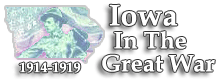 Iowa
In The
Great War
1914-1919